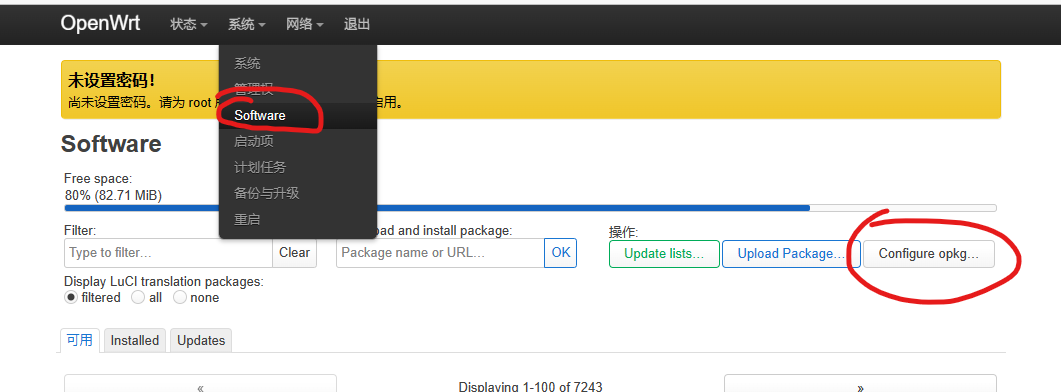 OpenWrt 状态 系统 网络 退出
系统
未设置密码!
管理权
尚未设置密码。请为 root 启用。
Software
启动项
Software
计划任务
Free space:
80% (82.71 MiB)
备份与升级
重启
Filter:
and install package:
操作:
Type to filter…
Clear
Package name or URL…
OK
Update lists…
Upload Package…
Configure opkg…
Display LuCI translation packages:
filtered all none
可用 Installed Updates
«
Displaying 1-100 of 7243
»